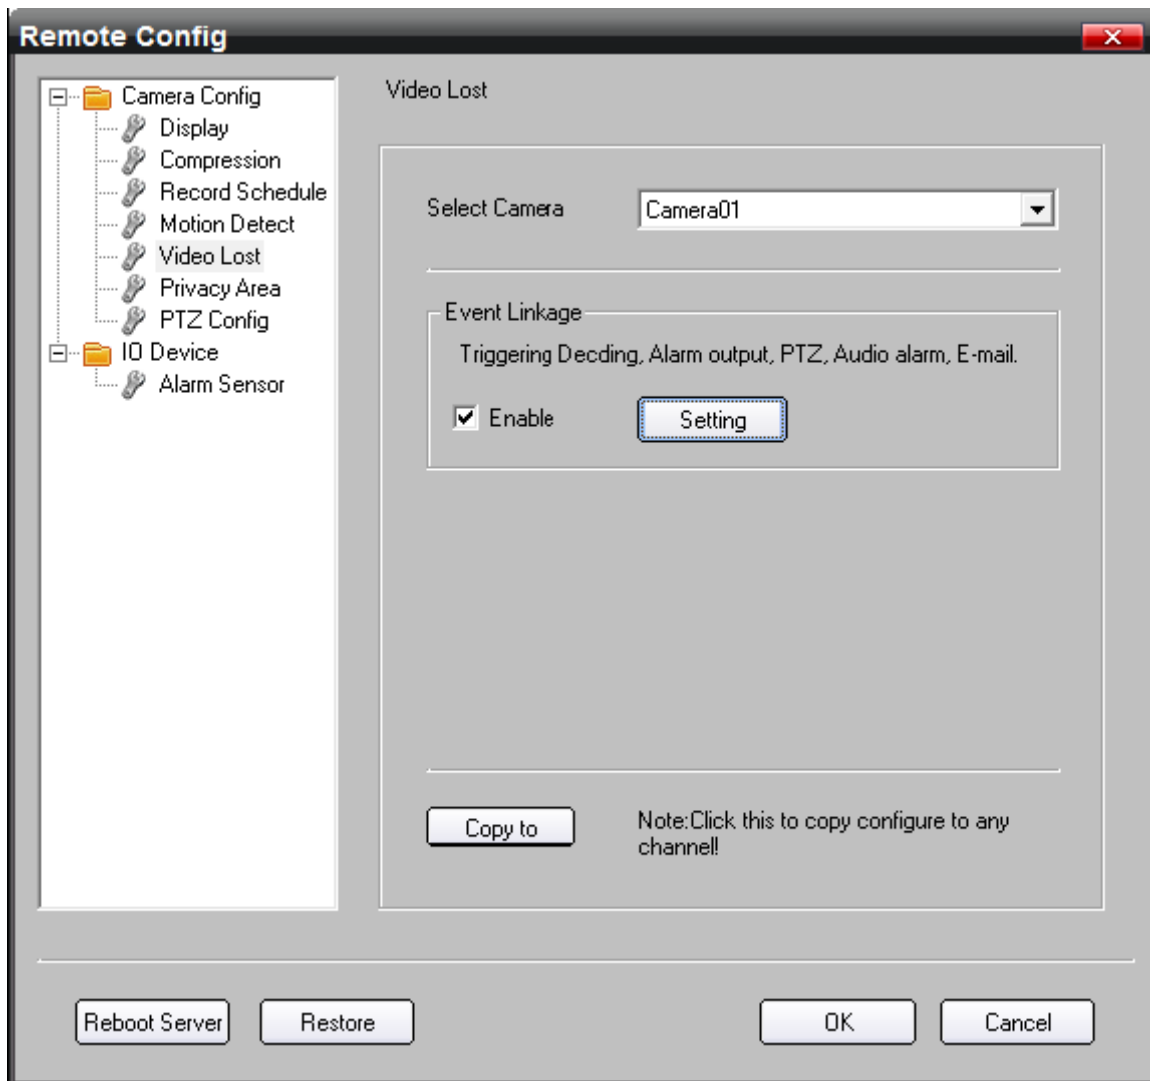 Remote Config
Camera Config
Display
Compression
Record Schedule
Motion Detect
Video Lost
Privacy Area
PTZ Config
IO Device
Alarm Sensor
Video Lost
Select Camera
Camera01
Event Linkage
Triggering Decding, Alarm output, PTZ, Audio alarm, E-mail.
Enable
Setting
Copy to
Note:Click this to copy configure to any
channel!
Reboot Server
Restore
OK
Cancel